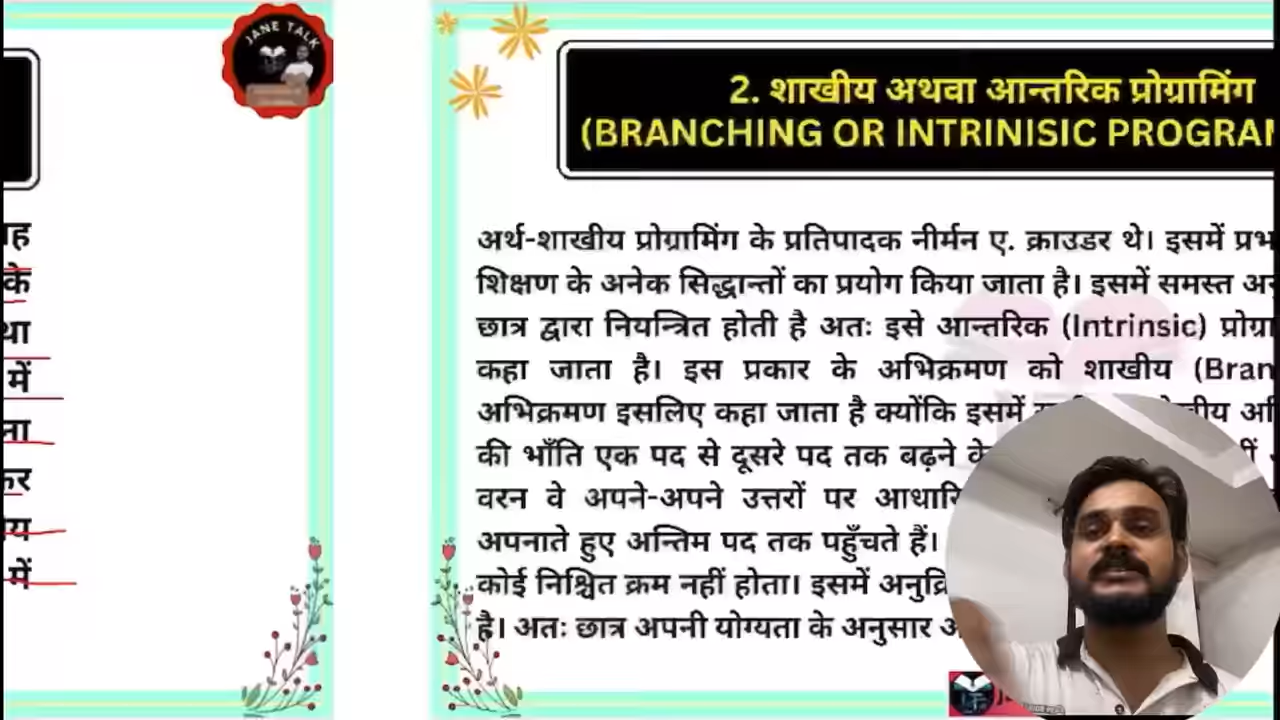 JANE TALK
के
था
में
कर
में
2. शाखीय अथवा आन्तरिक प्रोग्रामिंग
(BRANCHING OR INTRINISIC PROGRAM
अर्थ-शाखीय प्रोग्रामिंग के प्रतिपादक नीर्मन ए. क्राउडर थे। इसमें प्रभ
शिक्षण के अनेक सिद्धान्तों का प्रयोग किया जाता है। इसमें समस्त अनु
छात्र द्वारा नियन्त्रित होती है अतः इसे आन्तरिक (Intrinsic) प्रोग्रा
कहा जाता है। इस प्रकार के अभिक्रमण को शाखीय (Bran
अभिक्रमण इसलिए कहा जाता है क्योंकि इसमें
की भाँति एक पद से दूसरे पद तक बढ़ने के
वरन वे अपने-अपने उत्तरों पर
अपनाते हुए अन्तिम पद तक पहुँचते हैं।
कोई निश्चित क्रम नहीं होता। इसमें
है। अतः छात्र अपनी योग्यता के अनुसार